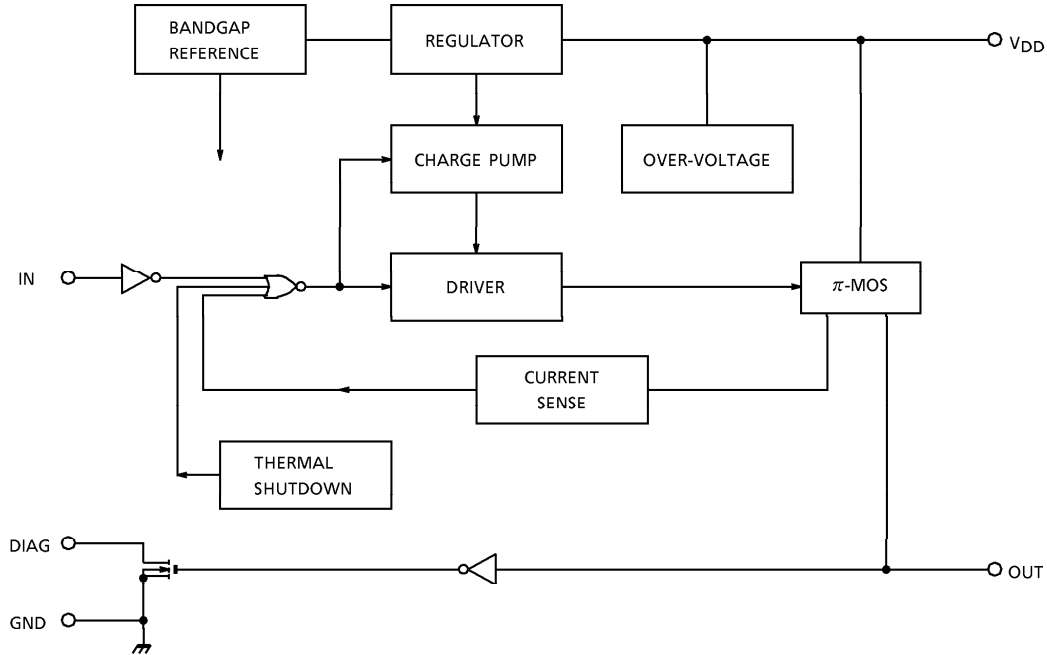 BANDGAP
REFERENCE
REGULATOR
VDD
CHARGE PUMP
OVER-VOLTAGE
IN
DRIVER
π-MOS
CURRENT
SENSE
THERMAL
SHUTDOWN
DIAG
OUT
GND